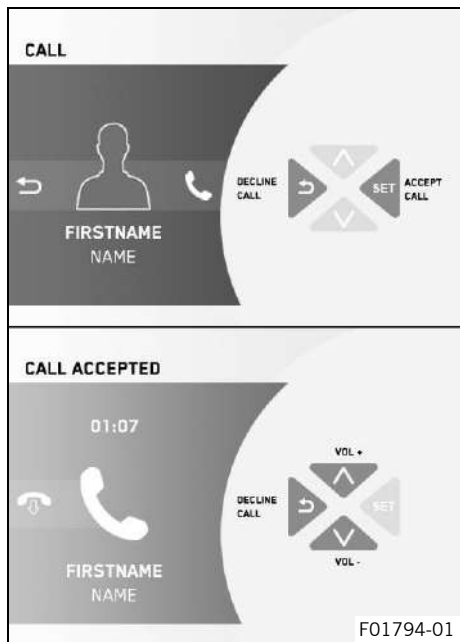 CALL
DECLINE
CALL
SET
ACCEPT
CALL
FIRSTNAME
NAME
CALL ACCEPTED
01:07
VOL +
DECLINE
CALL
SET
VOL -
FIRSTNAME
NAME
F01794-01